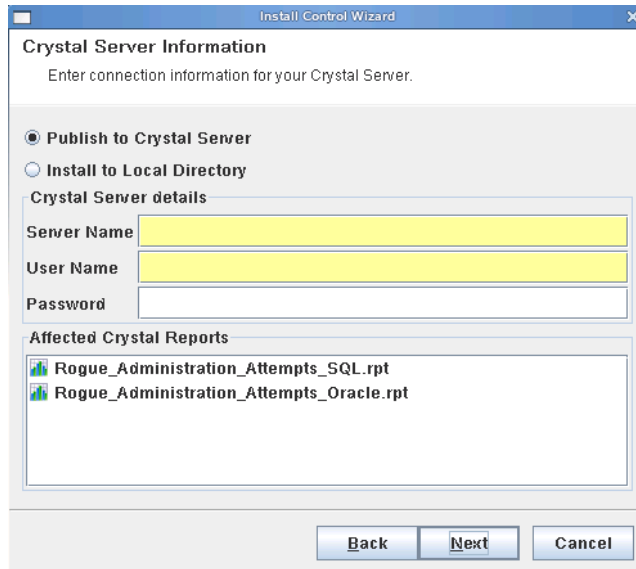 Install Control Wizard
Crystal Server Information
Enter connection information for your Crystal Server.
Publish to Crystal Server
Install to Local Directory
Crystal Server details
Server Name
User Name
Password
Affected Crystal Reports
Rogue_Administration_Attempts_SQL.rpt
Rogue_Administration_Attempts_Oracle.rpt
Back Next Cancel